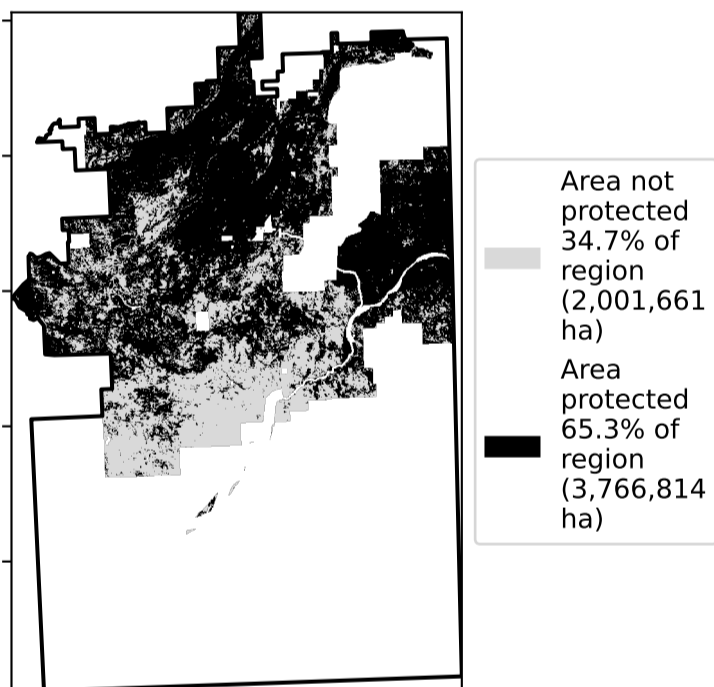 Area not
protected
34.7% of
region
(2,001,661
ha)
Area
protected
65.3% of
region
(3,766,814
ha)